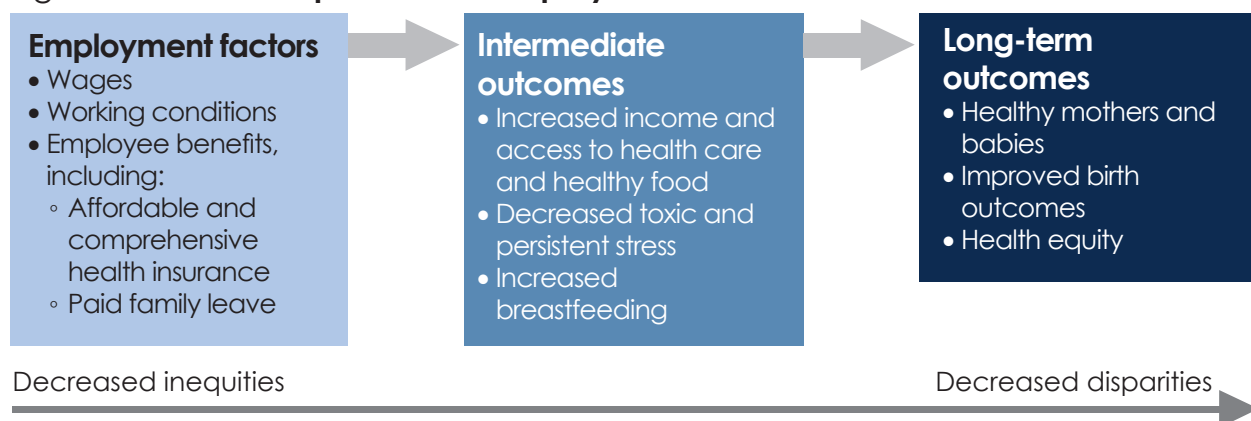 Employment factors
• Wages
• Working conditions
• Employee benefits,
including:
◦ Affordable and
comprehensive
health insurance
◦ Paid family leave
Intermediate
outcomes
• Increased income and
access to health care
and healthy food
• Decreased toxic and
persistent stress
• Increased
breastfeeding
Long-term
outcomes
• Healthy mothers and
babies
• Improved birth
outcomes
• Health equity
Decreased inequities
Decreased disparities